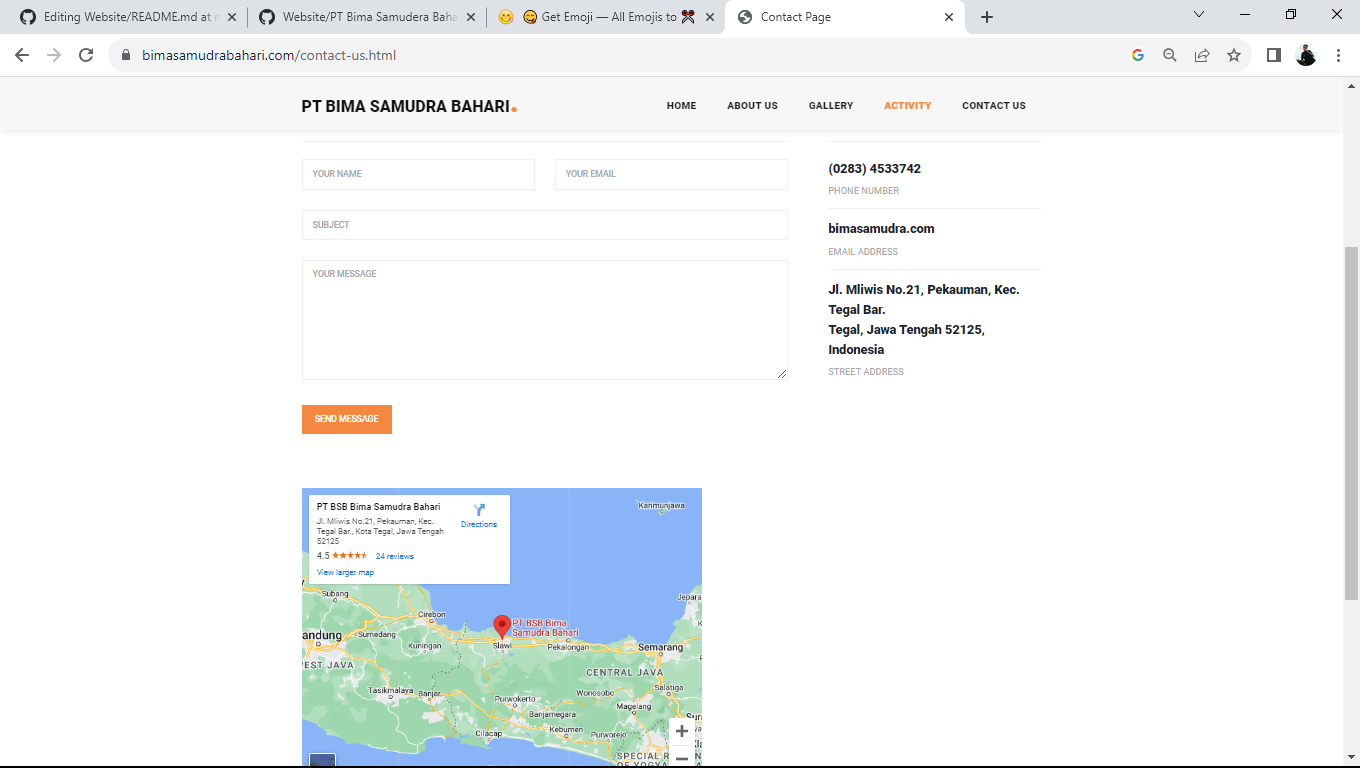 Editing Website/README.md at m
Website/PT Bima Samudera Baha
Get Emoji — All Emojis to
Contact Page
bimasamudrabahari.com/contact-us.html
PT BIMA SAMUDRA BAHARI.
HOME
ABOUT US
GALLERY
ACTIVITY
CONTACT US
YOUR NAME
YOUR EMAIL
SUBJECT
YOUR MESSAGE
SEND MESSAGE
(0283) 4533742
PHONE NUMBER
bimasamudra.com
EMAIL ADDRESS
Jl. Mliwis No.21, Pekauman, Kec.
Tegal Bar.
Tegal, Jawa Tengah 52125,
Indonesia
STREET ADDRESS
PT BSB Bima Samudra Bahari
Jl. Mliwis No.21, Pekauman, Kec.
Tegal Bar., Kota Tegal, Jawa Tengah
52125
4.5
24 reviews
View larger map
Directions
Karimunjawa
Subang
Cirebon
PT BSB Bima
Samudra Bahari
Jepara
andung
Sumedang
Kuningan
Slawi
Pekalongan
Semarang
EST JAVA
CENTRAL JAVA
Tasikmalaya
Banjar
Purwokerto
Wonosobo
Salatiga
Magelang
Banjarnegara
Sur
Cilacap
Kebumen
Purworejo
Kla
SPECIAL R
OF YOGYA